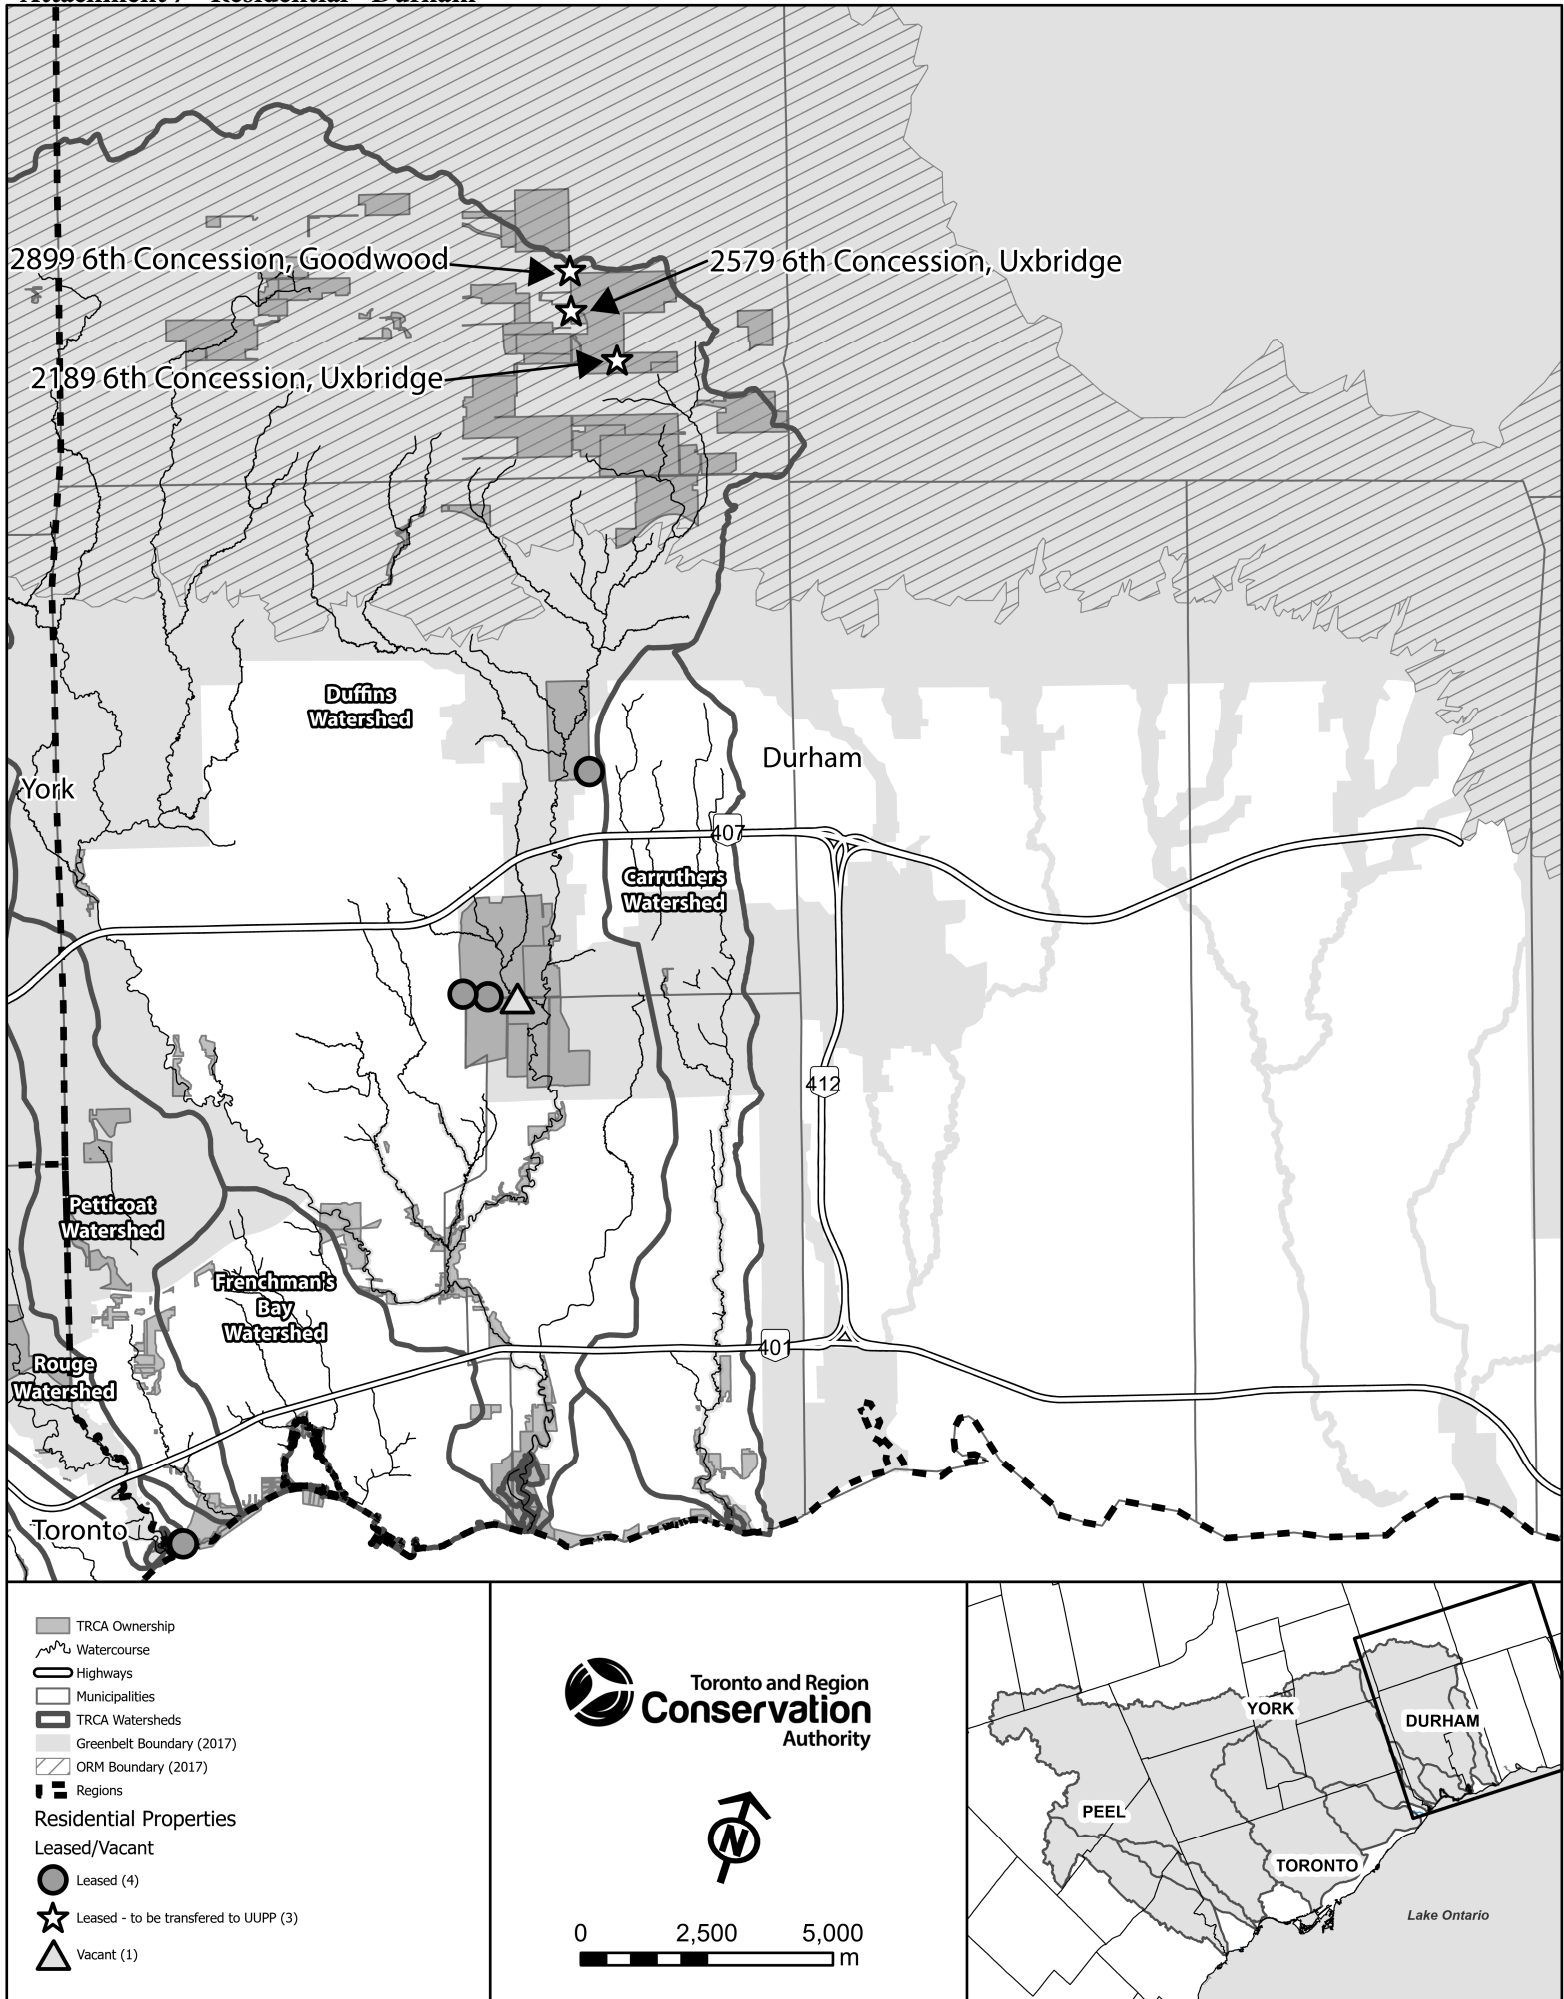 2899 6th Concession, Goodwood
2579 6th Concession, Uxbridge
2189 6th Concession, Uxbridge
Duffins
Watershed
Durham
York
407
Carruthers
Watershed
412
Petticoat
Watershed
Frenchman's
Bay
Watershed
401
Rouge
Watershed
Toronto
TRCA Ownership
Watercourse
Highways
Municipalities
TRCA Watersheds
Greenbelt Boundary (2017)
ORM Boundary (2017)
Regions
Residential Properties
Leased/Vacant
Leased (4)
Leased - to be transfered to UUPP (3)
Vacant (1)
Toronto and Region
Conservation
Authority
N
0 2,500 5,000
m
YORK
DURHAM
PEEL
TORONTO
Lake Ontario